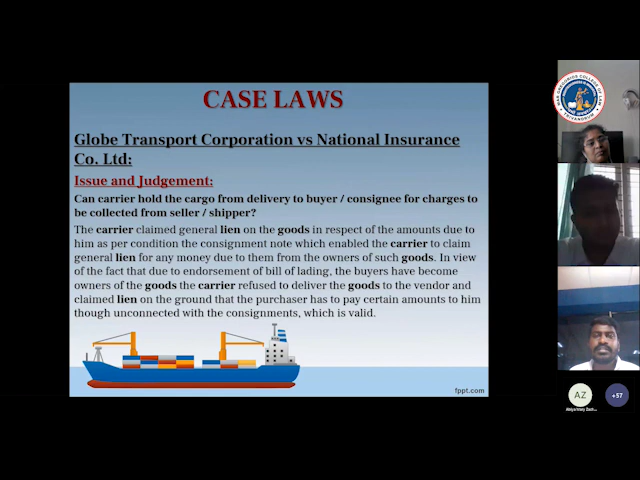 CASE LAWS
Globe Transport Corporation vs National Insurance
Co. Ltd:
Issue and Judgement:
Can carrier hold the cargo from delivery to buyer / consignee for charges to
be collected from seller / shipper?
The carrier claimed general lien on the goods in respect of the amounts due to
him as per condition the consignment note which enabled the carrier to claim
general lien for any money due to them from the owners of such goods. In view
of the fact that due to endorsement of bill of lading, the buyers have become
owners of the goods the carrier refused to deliver the goods to the vendor and
claimed lien on the ground that the purchaser has to pay certain amounts to him
though unconnected with the consignments, which is valid.
fppt.com
MAR GREGORIOS COLLEGE OF LAW
TRIVANDRUM
AZ
+57